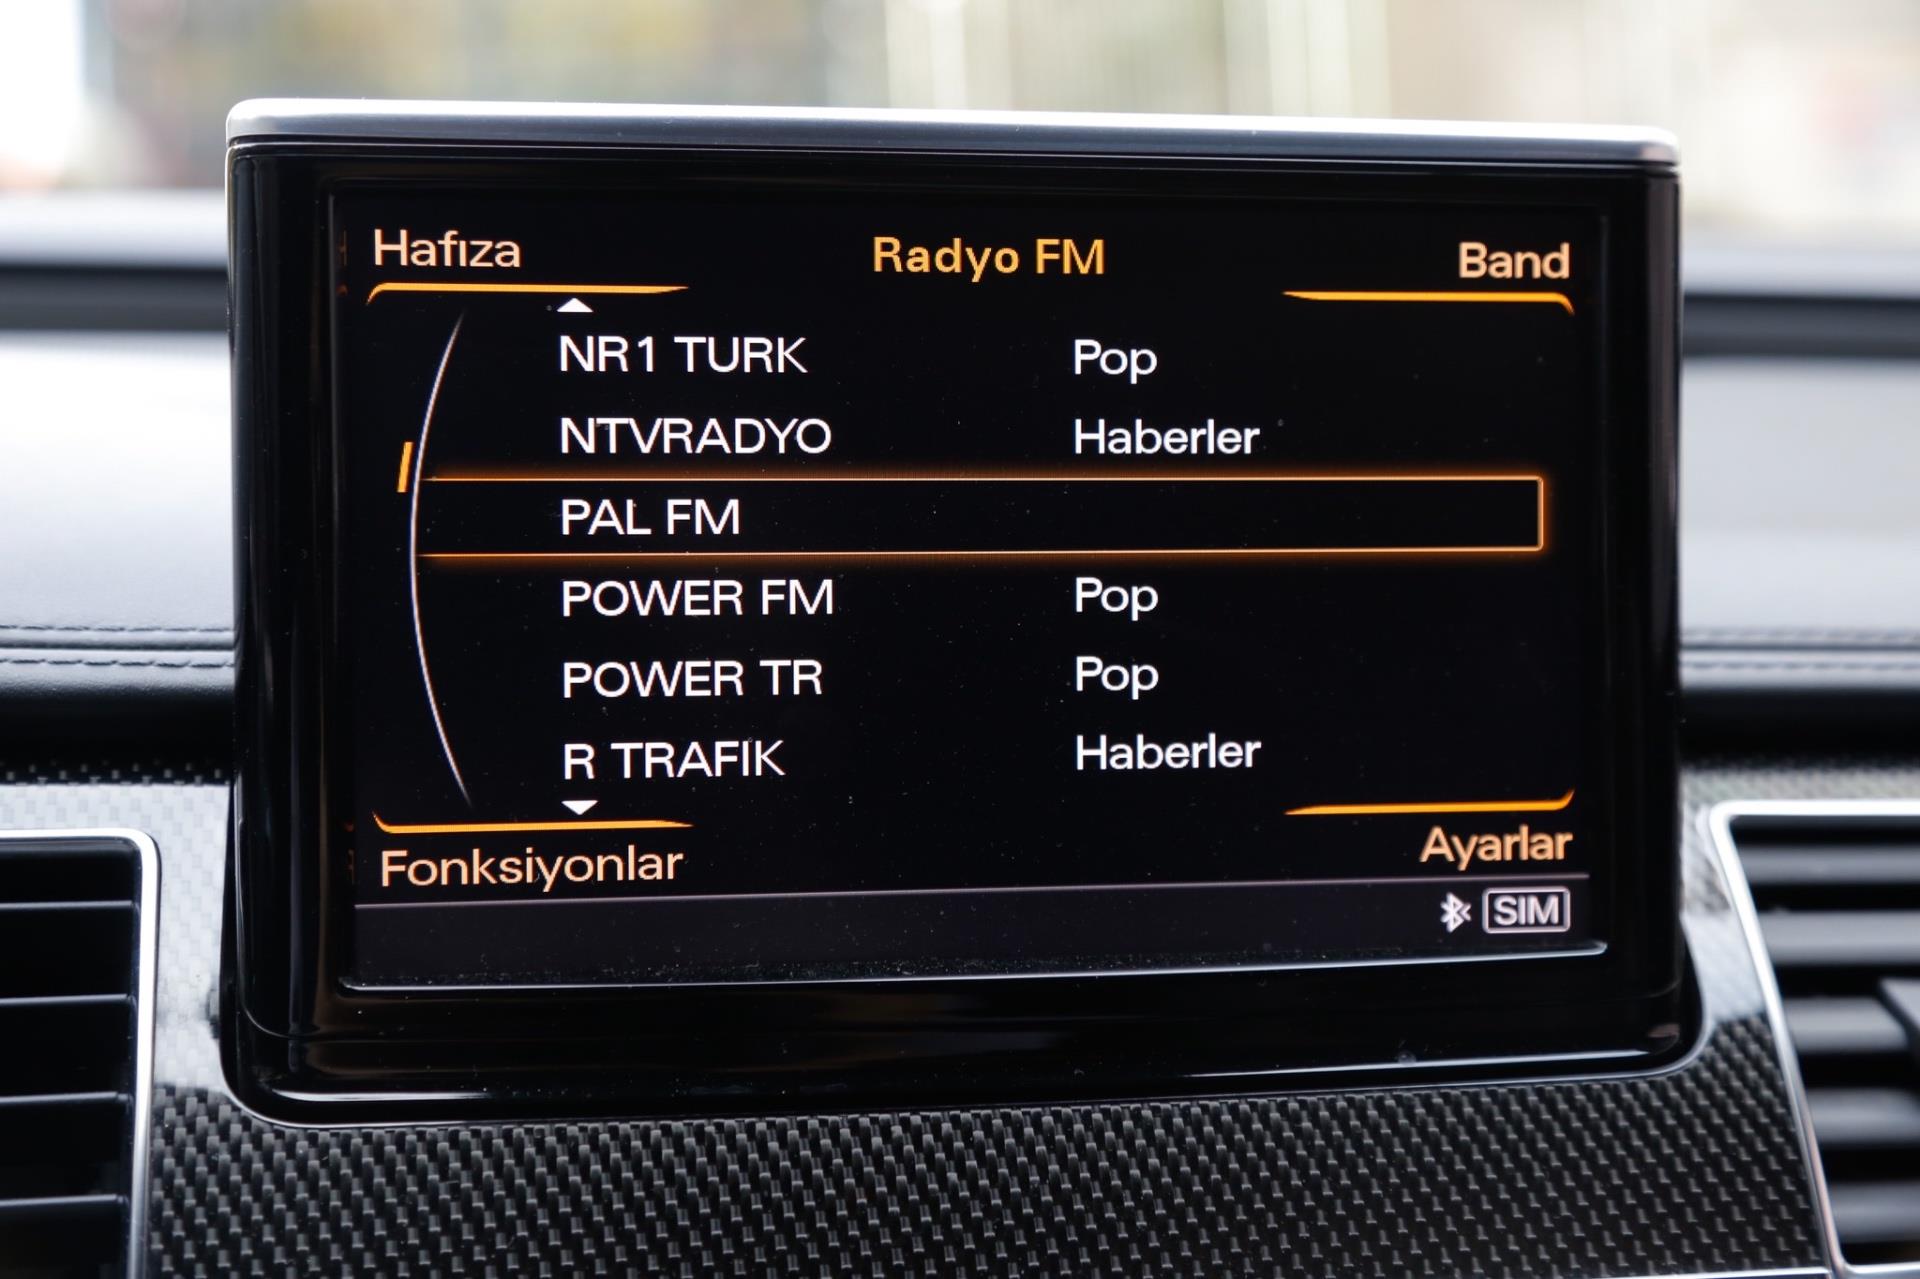 Hafıza Radyo FM Band
NR1 TURK Pop
NTVRADYO Haberler
PAL FM
POWER FM Pop
POWER TR Pop
R TRAFIK Haberler
Fonksiyonlar Ayarlar
SIM